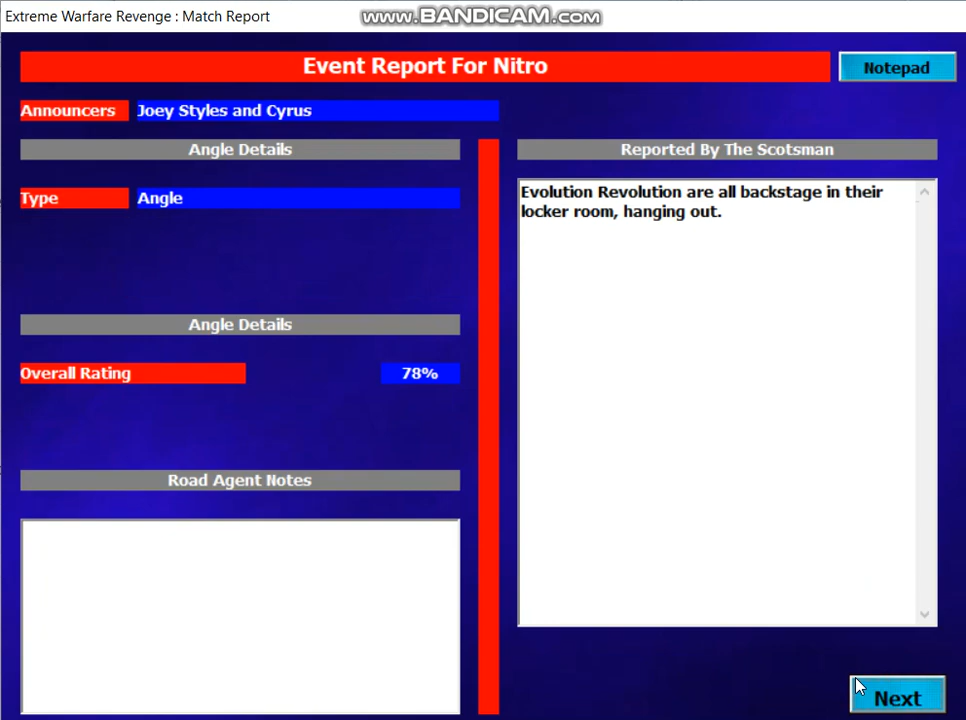 Extreme Warfare Revenge : Match Report
www.BANDICAM.com
Event Report For Nitro
Notepad
Announcers
Joey Styles and Cyrus
Angle Details
Type
Angle
Angle Details
Overall Rating
78%
Road Agent Notes
Reported By The Scotsman
Evolution Revolution are all backstage in their
locker room, hanging out.
Next